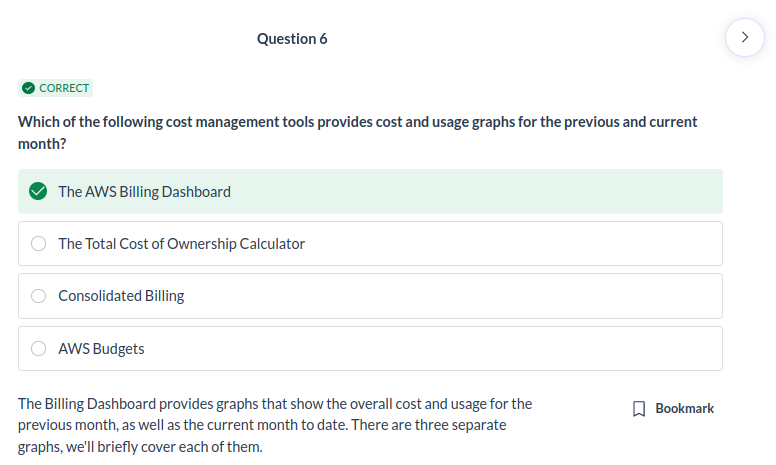 Question 6
CORRECT
Which of the following cost management tools provides cost and usage graphs for the previous and current
month?
The AWS Billing Dashboard
The Total Cost of Ownership Calculator
Consolidated Billing
AWS Budgets
The Billing Dashboard provides graphs that show the overall cost and usage for the
previous month, as well as the current month to date. There are three separate
graphs, we'll briefly cover each of them.
Bookmark